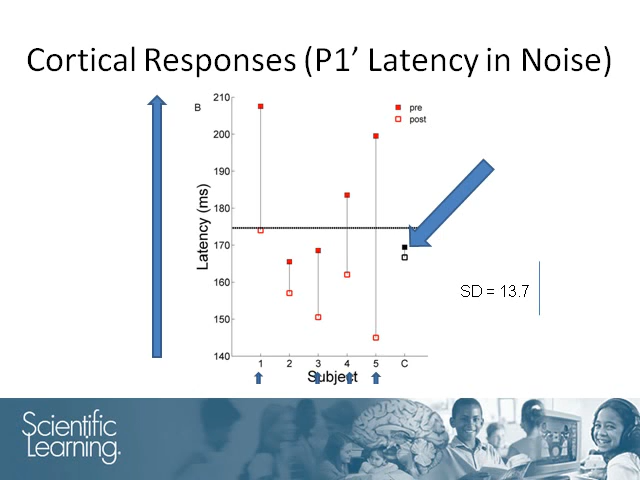 Cortical Responses (P1’ Latency in Noise)
B
pre
post
210
200
190
180
170
160
150
140
Latency (ms)
1 2 3 4 5 C
Subject
SD = 13.7
Scientific
Learning.